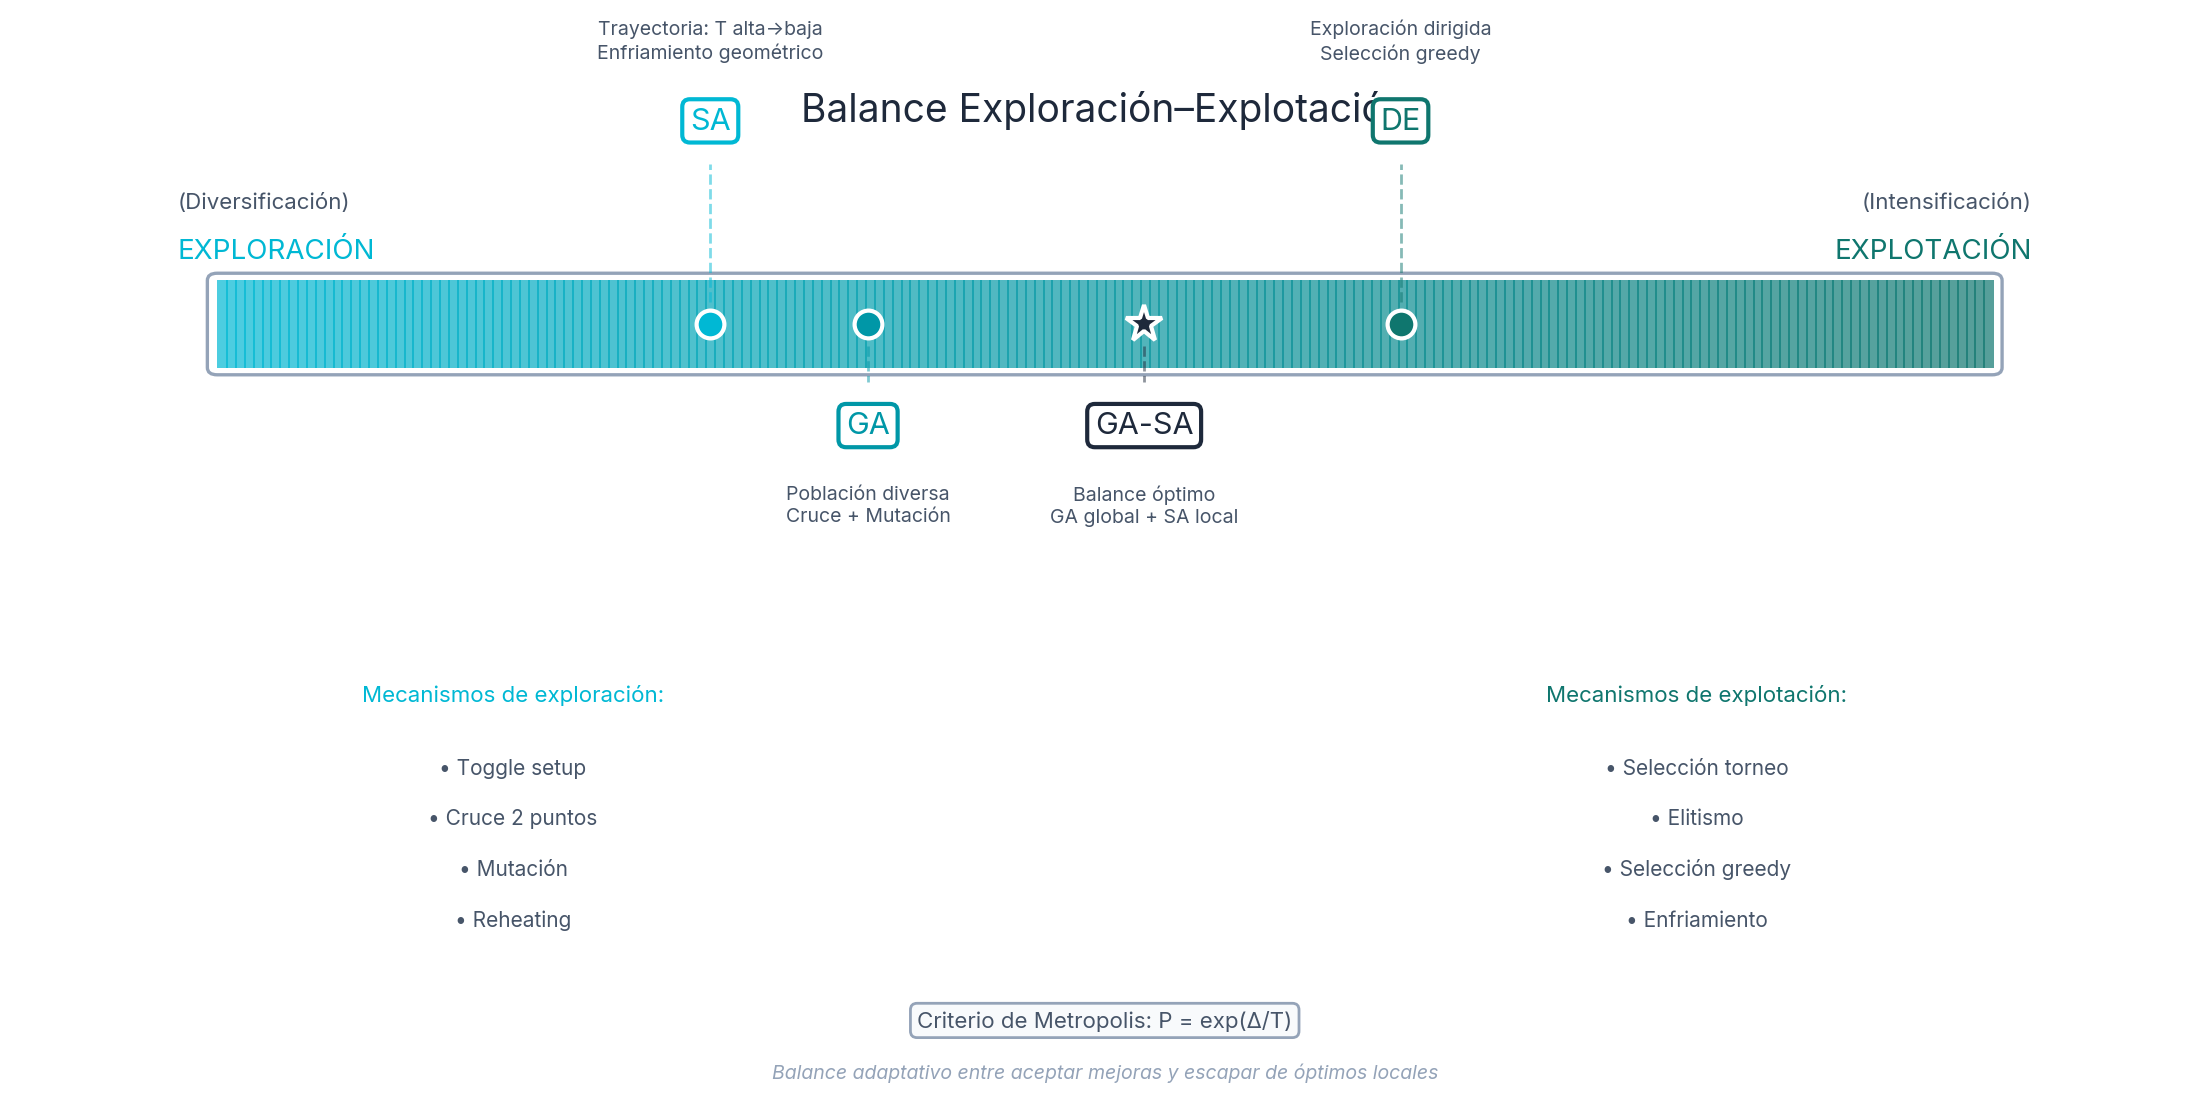 Trayectoria: T alta→baja
Enfriamiento geométrico
Exploración dirigida
Selección greedy
SA
Balance Exploración–Explotació
DE
(Diversificación)
(Intensificación)
EXPLORACIÓN
EXPLOTACIÓN
GA
GA-SA
Población diversa
Cruce + Mutación
Balance óptimo
GA global + SA local
Mecanismos de exploración:
• Toggle setup
• Cruce 2 puntos
• Mutación
• Reheating
Mecanismos de explotación:
• Selección torneo
• Elitismo
• Selección greedy
• Enfriamiento
Criterio de Metropolis: P = exp(Δ/T)
Balance adaptativo entre aceptar mejoras y escapar de óptimos locales